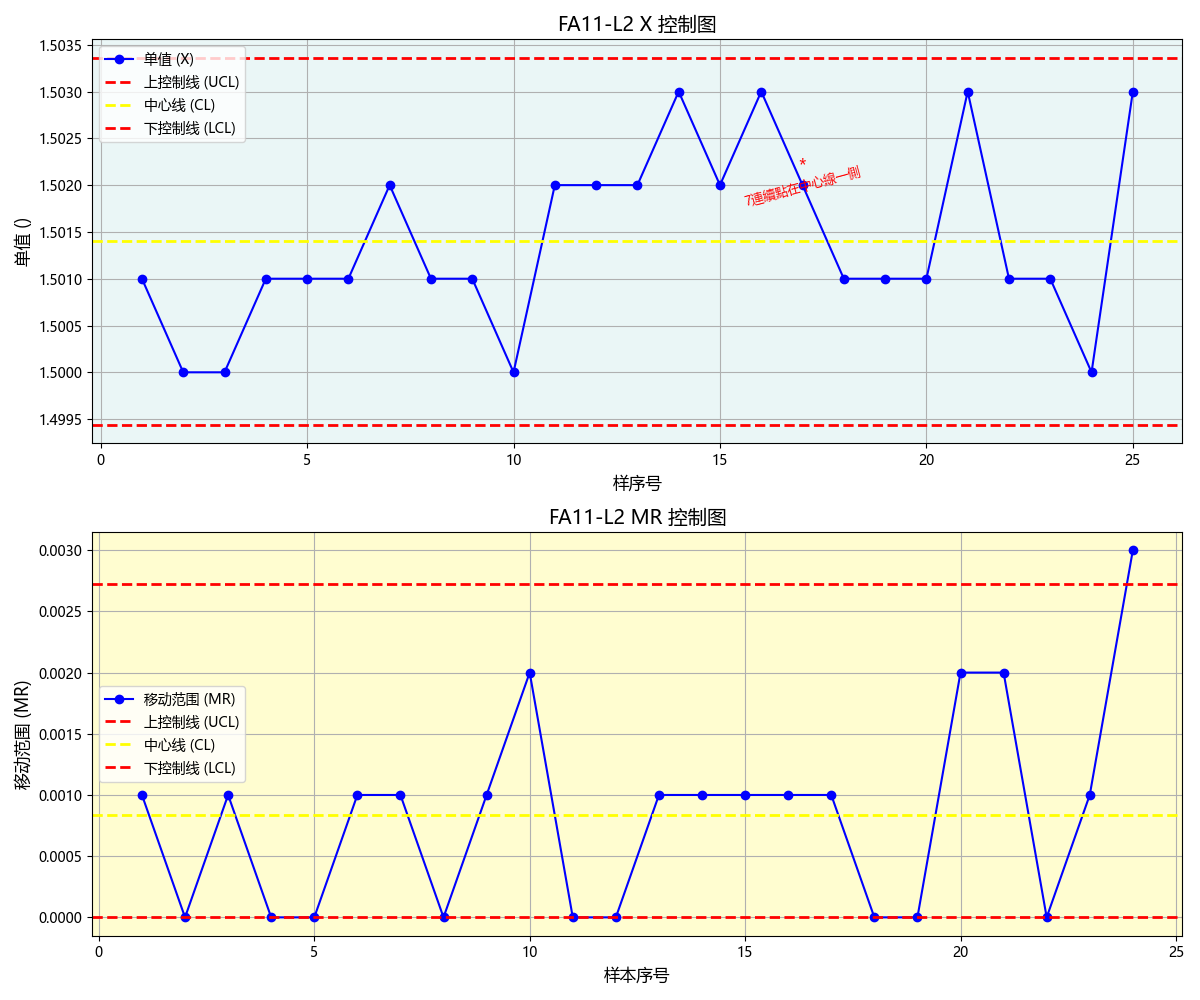 FA11-L2 X 控制图
单值 (X)
上控制线 (UCL)
中心线 (CL)
下控制线 (LCL)
单值 ()
1.5035
1.5030
1.5025
1.5020
1.5015
1.5010
1.5005
1.5000
1.4995
*
7連續點在中心線一側
0 5 10 15 20 25
样序号
FA11-L2 MR 控制图
移动范围 (MR)
0.0030
0.0025
0.0020
0.0015
0.0010
0.0005
0.0000
移动范围 (MR)
上控制线 (UCL)
中心线 (CL)
下控制线 (LCL)
0 5 10 15 20 25
样本序号